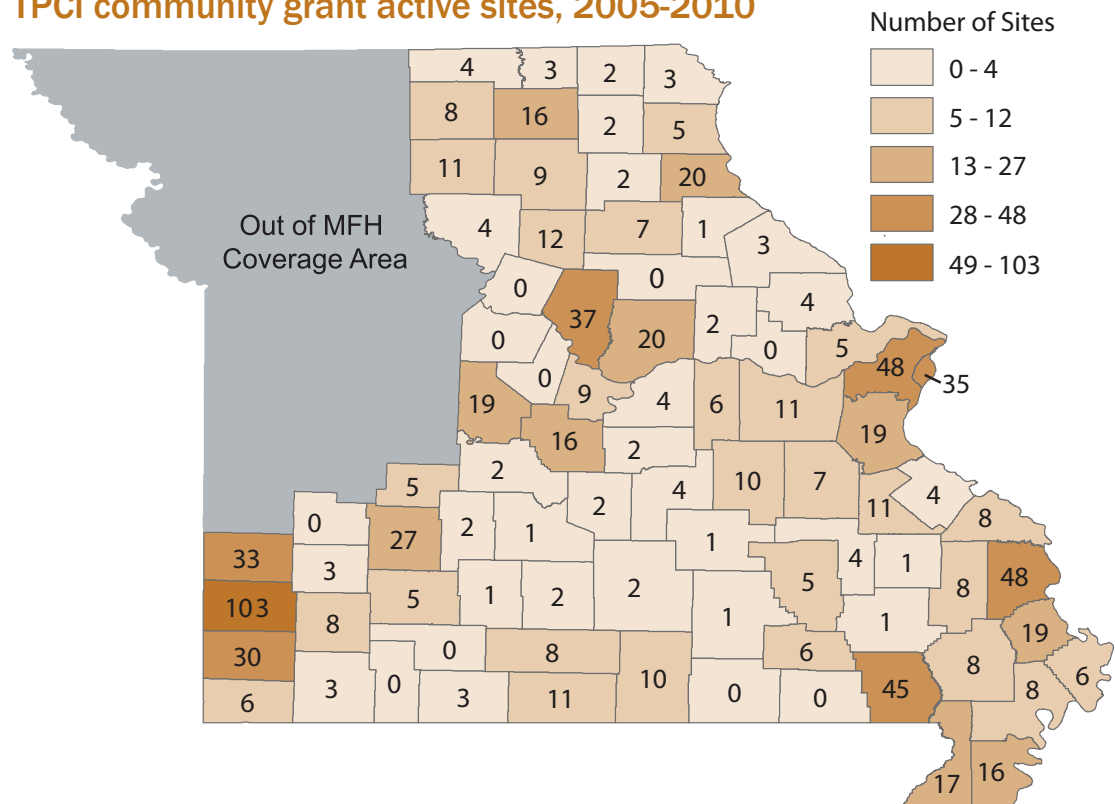 TPCI community grant active sites, 2005-2010
Number of Sites
0 - 4
5 - 12
13 - 27
28 - 48
49 - 103
Out of MFH
Coverage Area
4 3 2 3
8 16 2 5
11 9 2 20
4 12 7 1 3
0 37 0 4
0 20 2 0 5 48
35
19 0 9 4 6 11 19
16 2
5 2 2 4 10 7 11 4 8
0 27 2 1 1
33 3 5 1 2 2 5 4 1 8 48
103 8 1 1 19
30 0 8 6 8 6
6 3 0 3 11 10 0 0 45 8
17 16